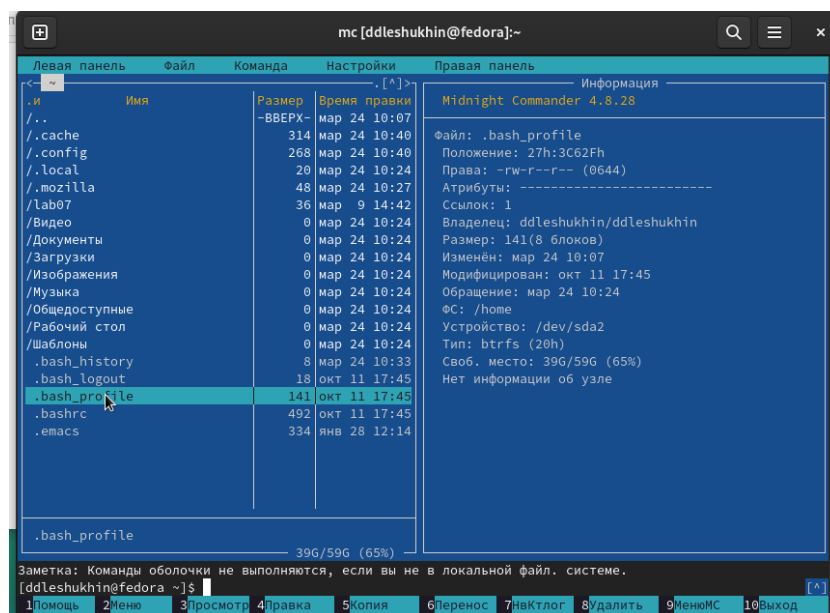 mc [ddleshukhin@fedora]:~
Левая панель Файл Команда Настройки Правая панель
<— ~ .[^]>
.и Имя Размер Время правки
/.. -ВВЕРХ- мар 24 10:07
/.cache 314 мар 24 10:40
/.config 268 мар 24 10:40
/.local 20 мар 24 10:24
/.mozilla 48 мар 24 10:27
/lab07 36 мар 9 14:42
/Видео 0 мар 24 10:24
/Документы 0 мар 24 10:24
/Загрузки 0 мар 24 10:24
/Изображения 0 мар 24 10:24
/Музыка 0 мар 24 10:24
/Общедоступные 0 мар 24 10:24
/Рабочий стол 0 мар 24 10:24
/Шаблоны 0 мар 24 10:24
.bash_history 8 мар 24 10:33
.bash_logout 18 окт 11 17:45
.bash_profile 141 окт 11 17:45
.bashrc 492 окт 11 17:45
.emacs 334 янв 28 12:14
.bash_profile
39G/59G (65%)
Информация
Midnight Commander 4.8.28
Файл: .bash_profile
Положение: 27h:3C62Fh
Права: -rw-r--r-- (0644)
Атрибуты: -------------------------
Ссылок: 1
Владелец: ddleshukhin/ddleshukhin
Размер: 141(8 блоков)
Изменён: мар 24 10:07
Модифицирован: окт 11 17:45
Обращение: мар 24 10:24
ФС: /home
Устройство: /dev/sda2
Тип: btrfs (20h)
Своб. место: 39G/59G (65%)
Нет информации об узле
Заметка: Команды оболочки не выполняются, если вы не в локальной файл. системе.
[ddleshukhin@fedora ~]$ [^]
1Помощь 2Меню 3Просмотр 4Правка 5Копия 6Перенос 7НвКтлог 8Удалить 9МенюMC 10Выход